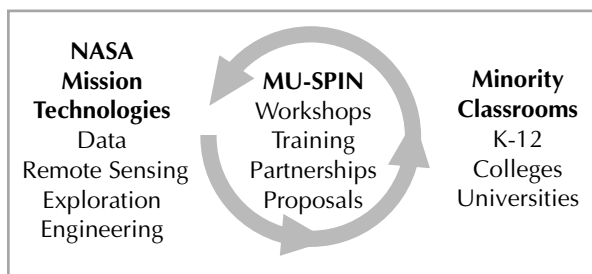 NASA
Mission
Technologies
Data
Remote Sensing
Exploration
Engineering
MU-SPIN
Workshops
Training
Partnerships
Proposals
Minority
Classrooms
K-12
Colleges
Universities